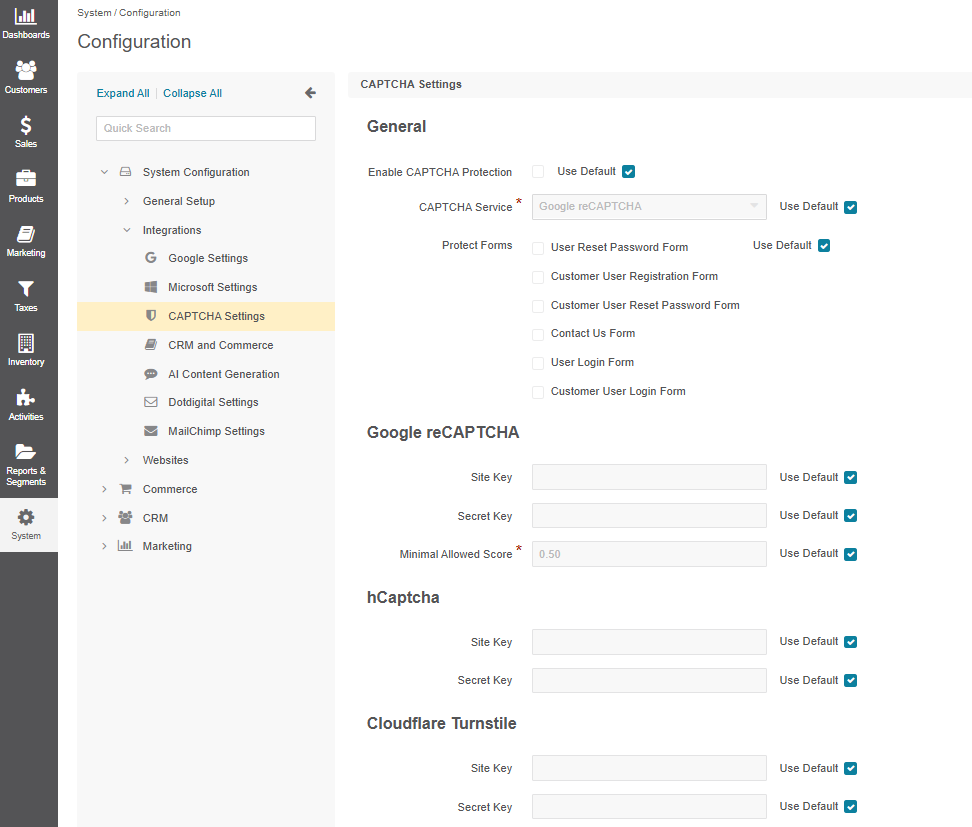 Dashboards
Customers
Sales
Products
Marketing
Taxes
Inventory
Activities
Reports &
Segments
System
System / Configuration
Configuration
Expand All | Collapse All
Quick Search
System Configuration
General Setup
Integrations
Google Settings
Microsoft Settings
CAPTCHA Settings
CRM and Commerce
AI Content Generation
Dotdigital Settings
MailChimp Settings
Websites
Commerce
CRM
Marketing
CAPTCHA Settings
General
Enable CAPTCHA Protection Use Default
CAPTCHA Service * Google reCAPTCHA Use Default
Protect Forms User Reset Password Form Use Default
Customer User Registration Form
Customer User Reset Password Form
Contact Us Form
User Login Form
Customer User Login Form
Google reCAPTCHA
Site Key Use Default
Secret Key Use Default
Minimal Allowed Score * 0.50 Use Default
hCaptcha
Site Key Use Default
Secret Key Use Default
Cloudflare Turnstile
Site Key Use Default
Secret Key Use Default